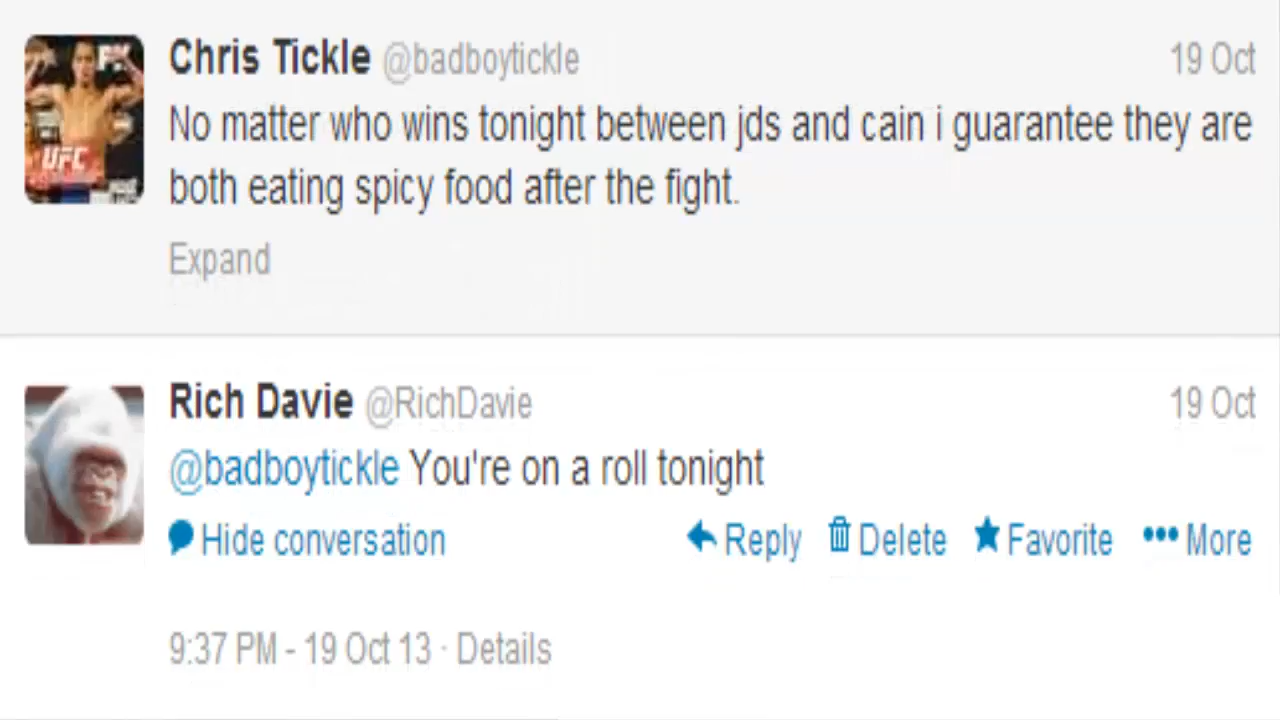 Chris Tickle @badboytickle 19 Oct
No matter who wins tonight between jds and cain i guarantee they are
both eating spicy food after the fight.
Expand
UFC
Rich Davie @RichDavie 19 Oct
@badboytickle You're on a roll tonight
Hide conversation Reply Delete Favorite More
9:37 PM - 19 Oct 13 · Details